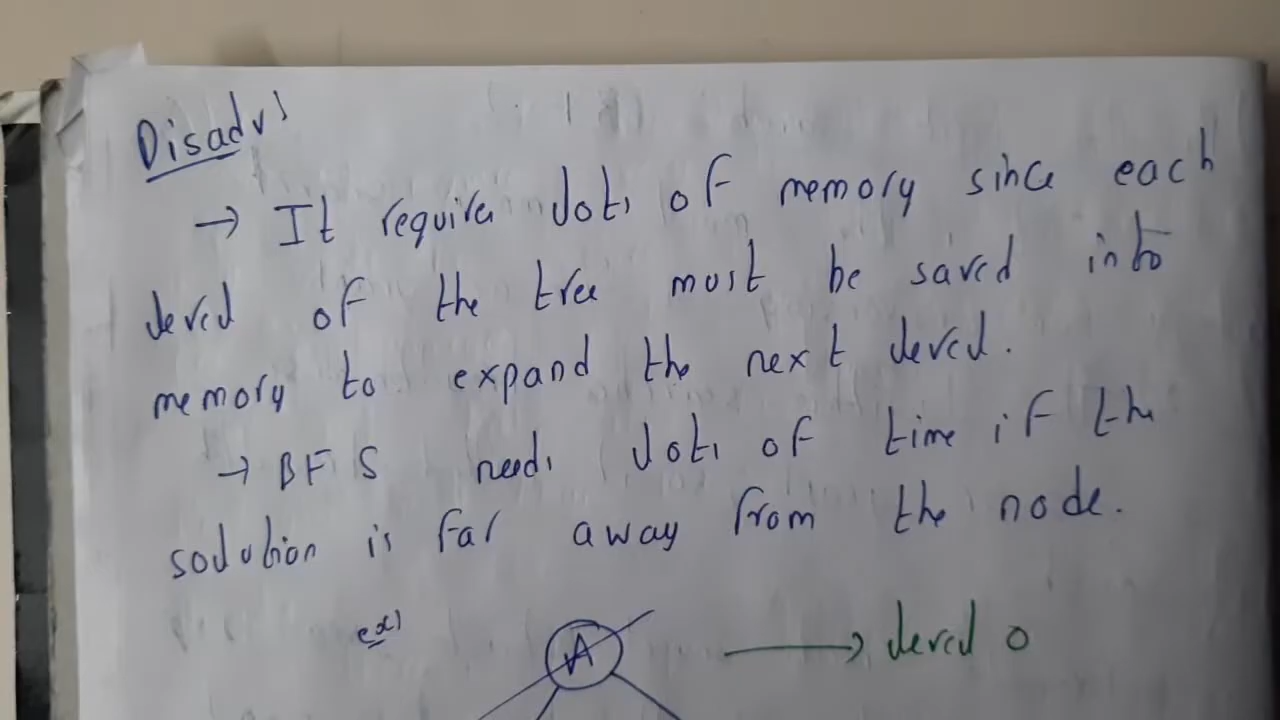 Disadv:
→ It require lots of memory since each
level of the tree must be saved into
memory to expand the next level.
→ BFS needs lots of time if the
solution is far away from the node.
ex:
A → level 0